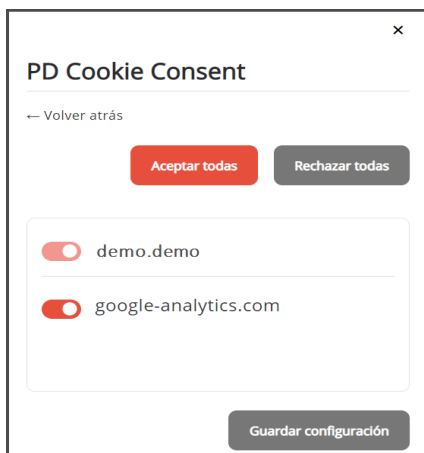 ×
PD Cookie Consent
← Volver atrás
Aceptar todas
Rechazar todas
demo.demo
google-analytics.com
Guardar configuración